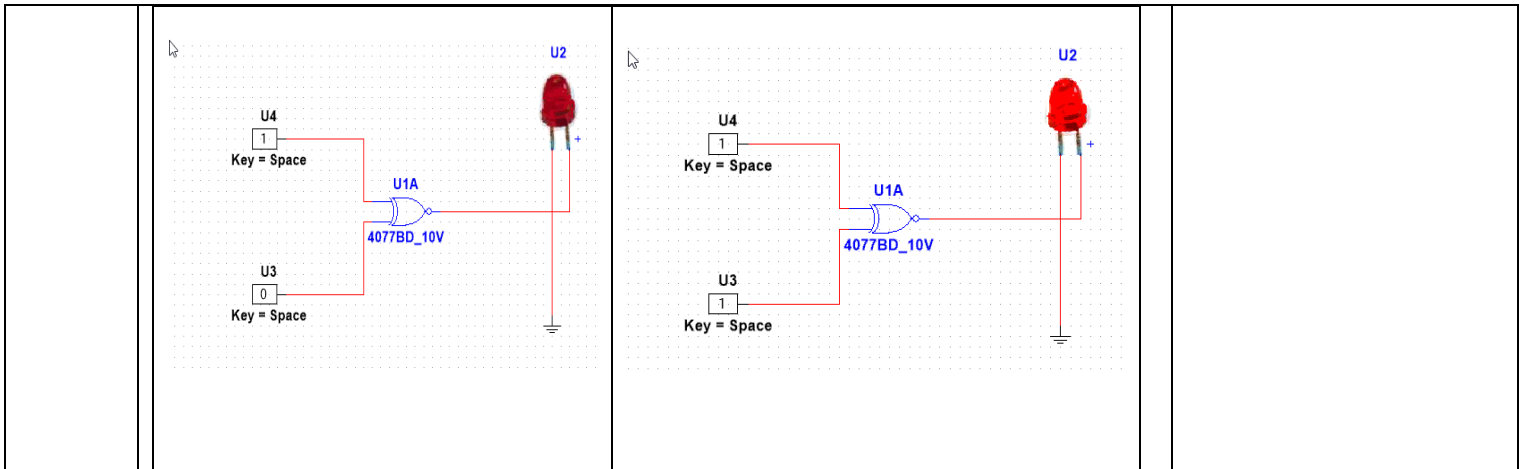 U2
+
U4
1
Key = Space
U1A
4077BD_10V
U3
0
Key = Space
U2
+
U4
1
Key = Space
U1A
4077BD_10V
U3
1
Key = Space